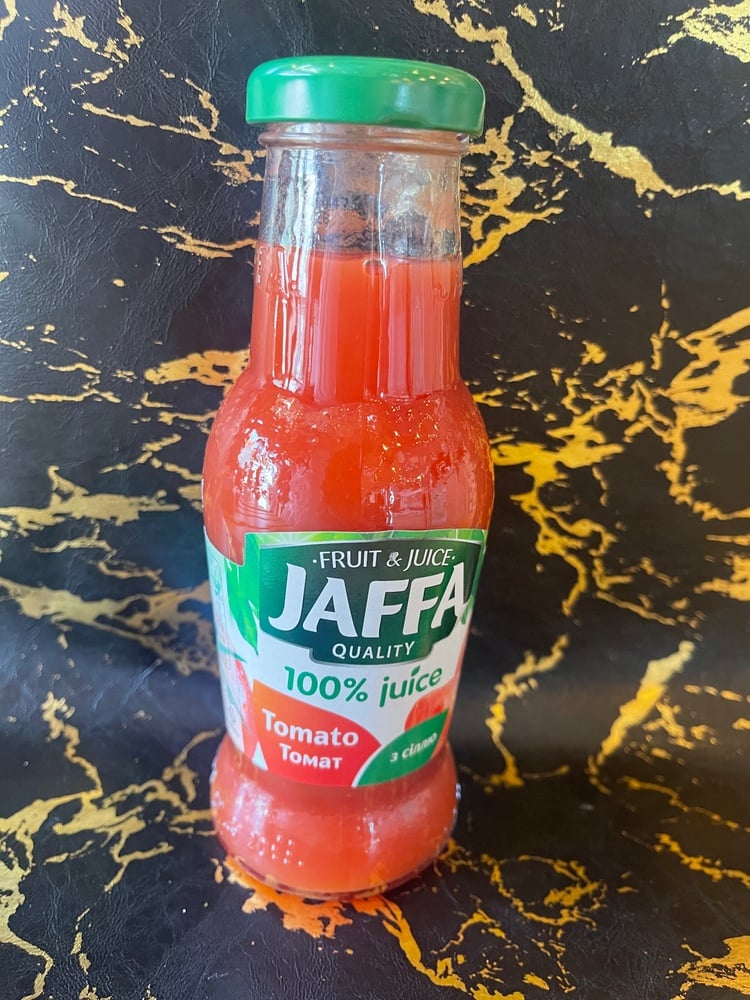 ·FRUIT & JUICE·
JAFFA
QUALITY
100% juice
Tomato
Томат
з сіллю